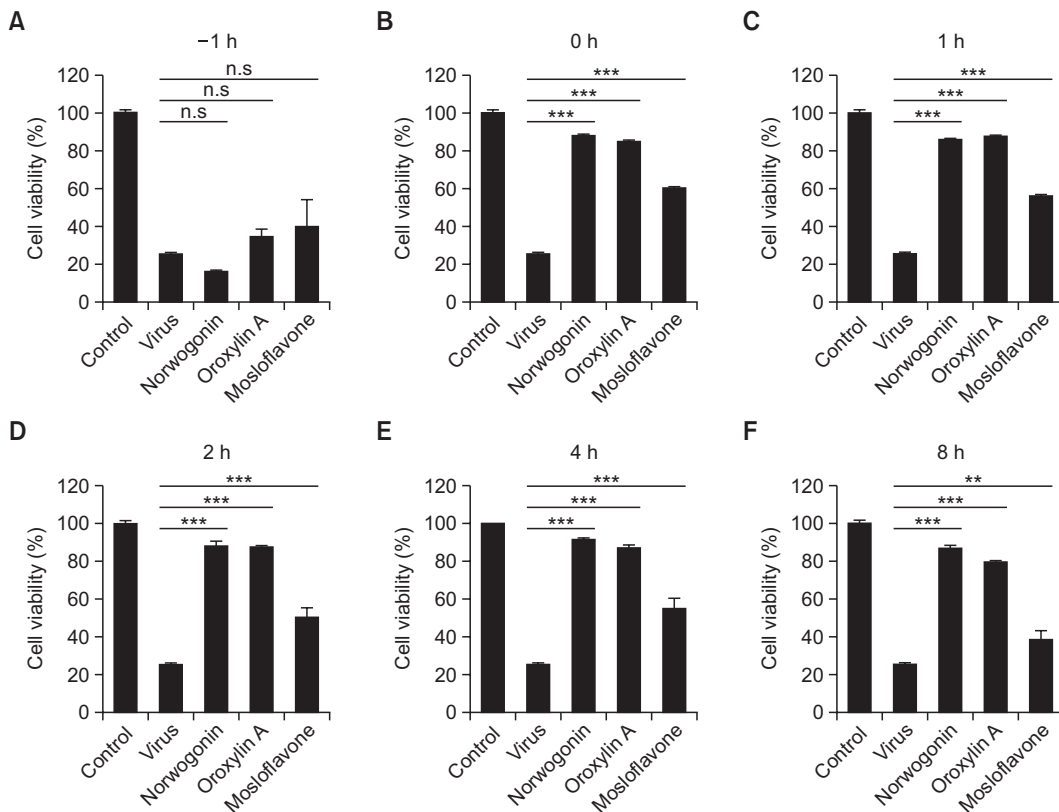 A
−1 h
n.s
n.s
n.s
Cell viability (%)
120
100
80
60
40
20
0
Control
Virus
Norwogonin
Oroxylin A
Mosloflavone
B
0 h
***
***
***
Cell viability (%)
120
100
80
60
40
20
0
Control
Virus
Norwogonin
Oroxylin A
Mosloflavone
C
1 h
***
***
***
Cell viability (%)
120
100
80
60
40
20
0
Control
Virus
Norwogonin
Oroxylin A
Mosloflavone
D
2 h
***
***
***
Cell viability (%)
120
100
80
60
40
20
0
Control
Virus
Norwogonin
Oroxylin A
Mosloflavone
E
4 h
***
***
***
Cell viability (%)
120
100
80
60
40
20
0
Control
Virus
Norwogonin
Oroxylin A
Mosloflavone
F
8 h
**
***
***
Cell viability (%)
120
100
80
60
40
20
0
Control
Virus
Norwogonin
Oroxylin A
Mosloflavone